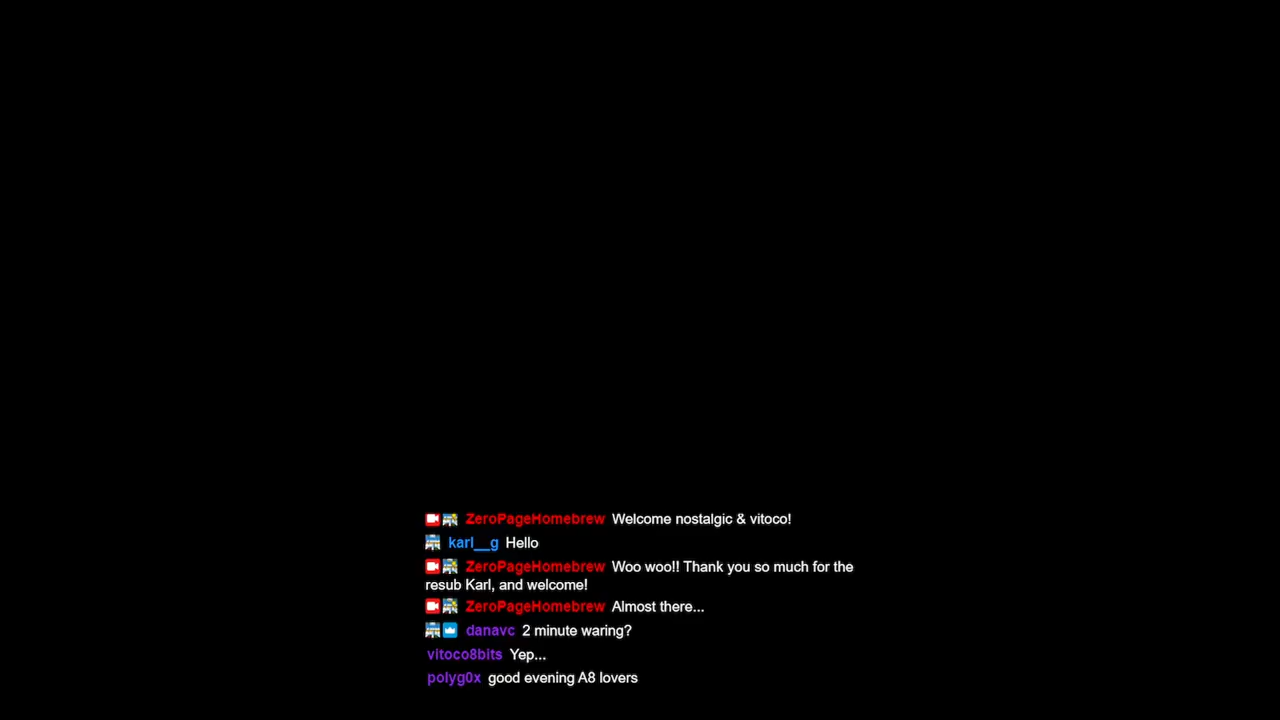 ZeroPageHomebrew Welcome nostalgic & vitoco!
karl__g Hello
ZeroPageHomebrew Woo woo!! Thank you so much for the
resub Karl, and welcome!
ZeroPageHomebrew Almost there...
danavc 2 minute waring?
vitoco8bits Yep...
polyg0x good evening A8 lovers